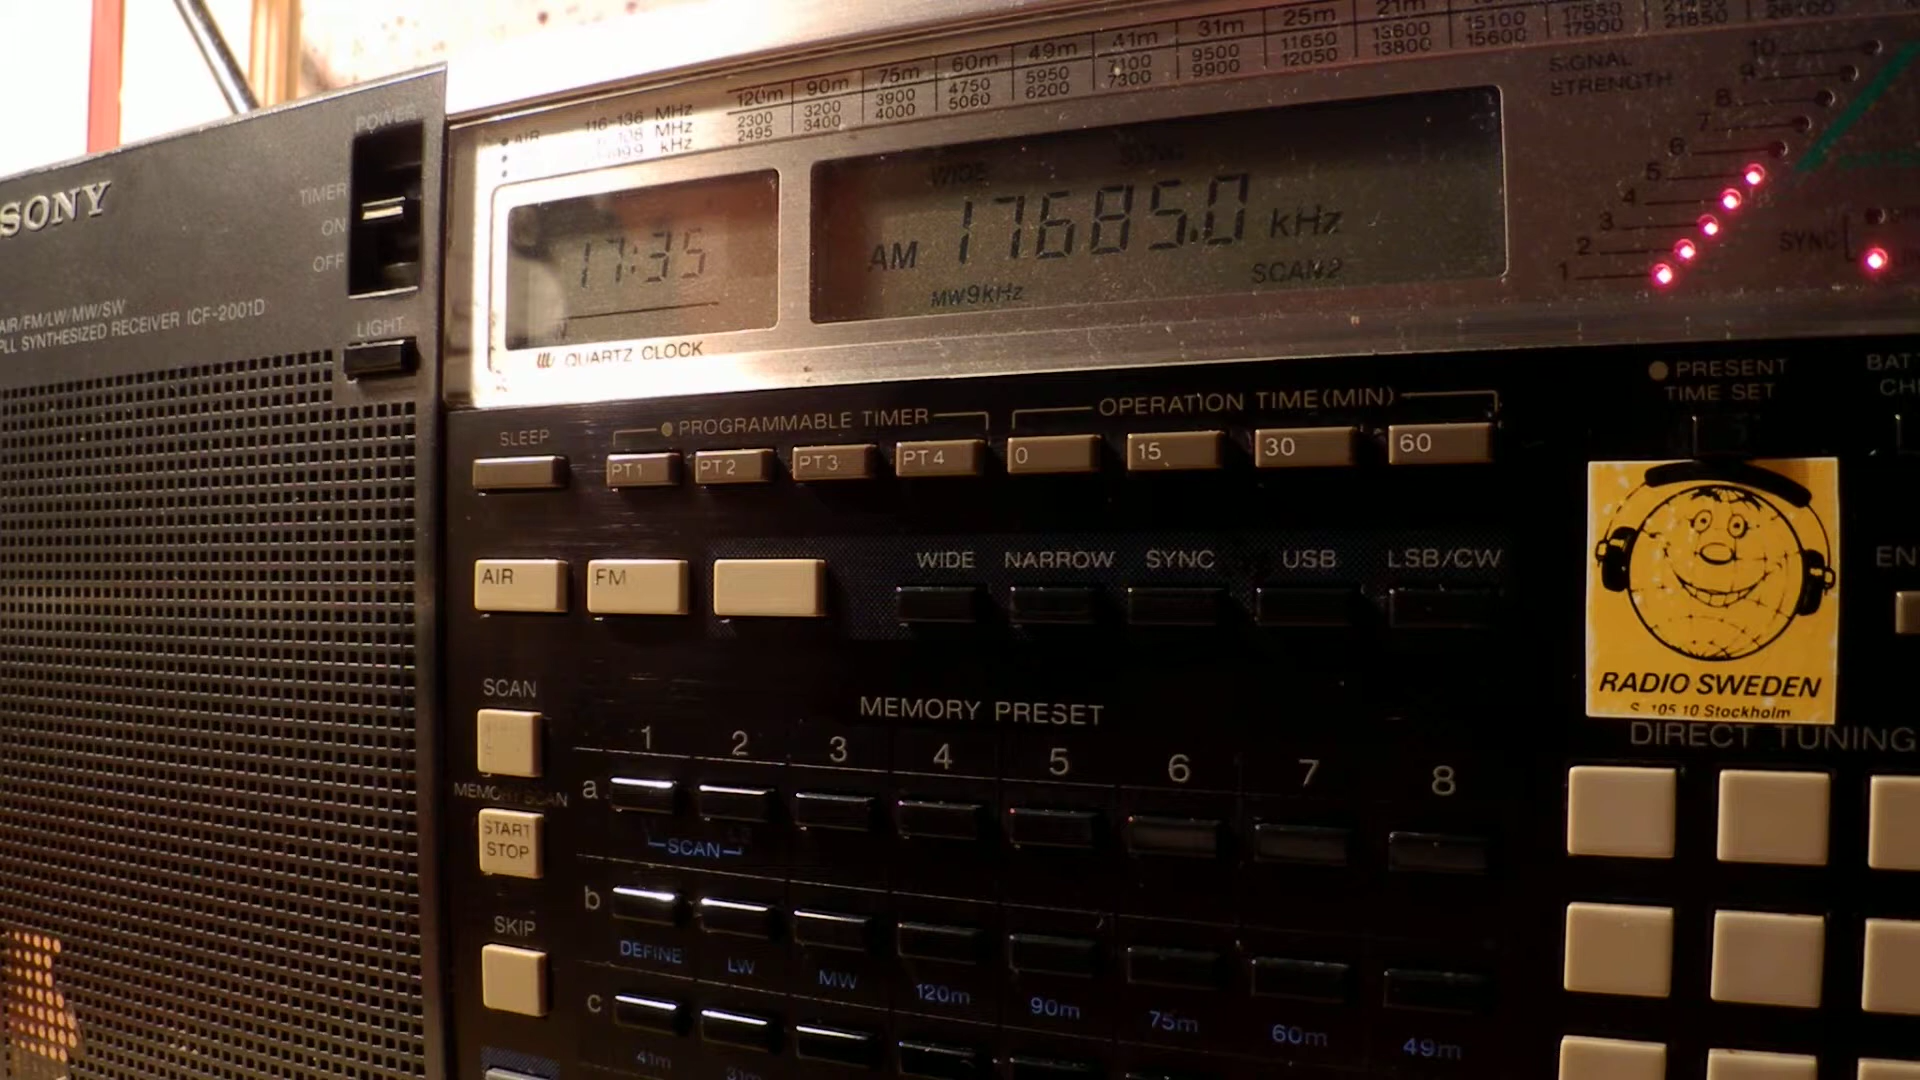 SONY
AIR/FM/LW/MW/SW
PLL SYNTHESIZED RECEIVER ICF-2001D
POWER
TIMER
ON
OFF
LIGHT
AIR 116-136 MHz
108 MHz
kHz
120m 90m 75m 60m 49m 41m 31m 25m 21m
2300 3200 3900 4750 5950 7100 9500 11650 13600 15100 17550
2495 3400 4000 5060 6200 7300 9900 12050 13800 15600 17900 21850 26100
17:35
QUARTZ CLOCK
WIDE SYNC
AM 17685.0 kHz
MW9kHz SCAN2
SIGNAL
STRENGTH
10
9
8
7
6
5
4
3
2
1
SYNC
PRESENT
TIME SET
SLEEP
PROGRAMMABLE TIMER
OPERATION TIME(MIN)
PT1 PT2 PT3 PT4 0 15 30 60
AIR FM
WIDE NARROW SYNC USB LSB/CW
RADIO SWEDEN
S-105 10 Stockholm
DIRECT TUNING
SCAN
MEMORY SCAN
START
STOP
SKIP
MEMORY PRESET
1 2 3 4 5 6 7 8
a
SCAN
b
DEFINE LW MW 120m 90m 75m 60m 49m
c
41m 31m